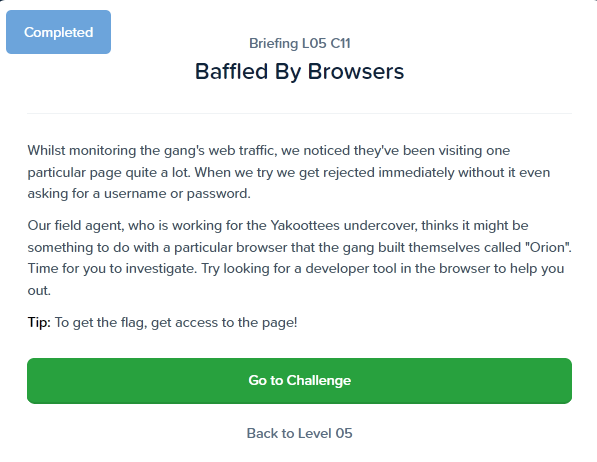 Completed
Briefing L05 C11
Baffled By Browsers
Whilst monitoring the gang's web traffic, we noticed they've been visiting one
particular page quite a lot. When we try we get rejected immediately without it even
asking for a username or password.
Our field agent, who is working for the Yakoottees undercover, thinks it might be
something to do with a particular browser that the gang built themselves called "Orion".
Time for you to investigate. Try looking for a developer tool in the browser to help you
out.
Tip: To get the flag, get access to the page!
Go to Challenge
Back to Level 05